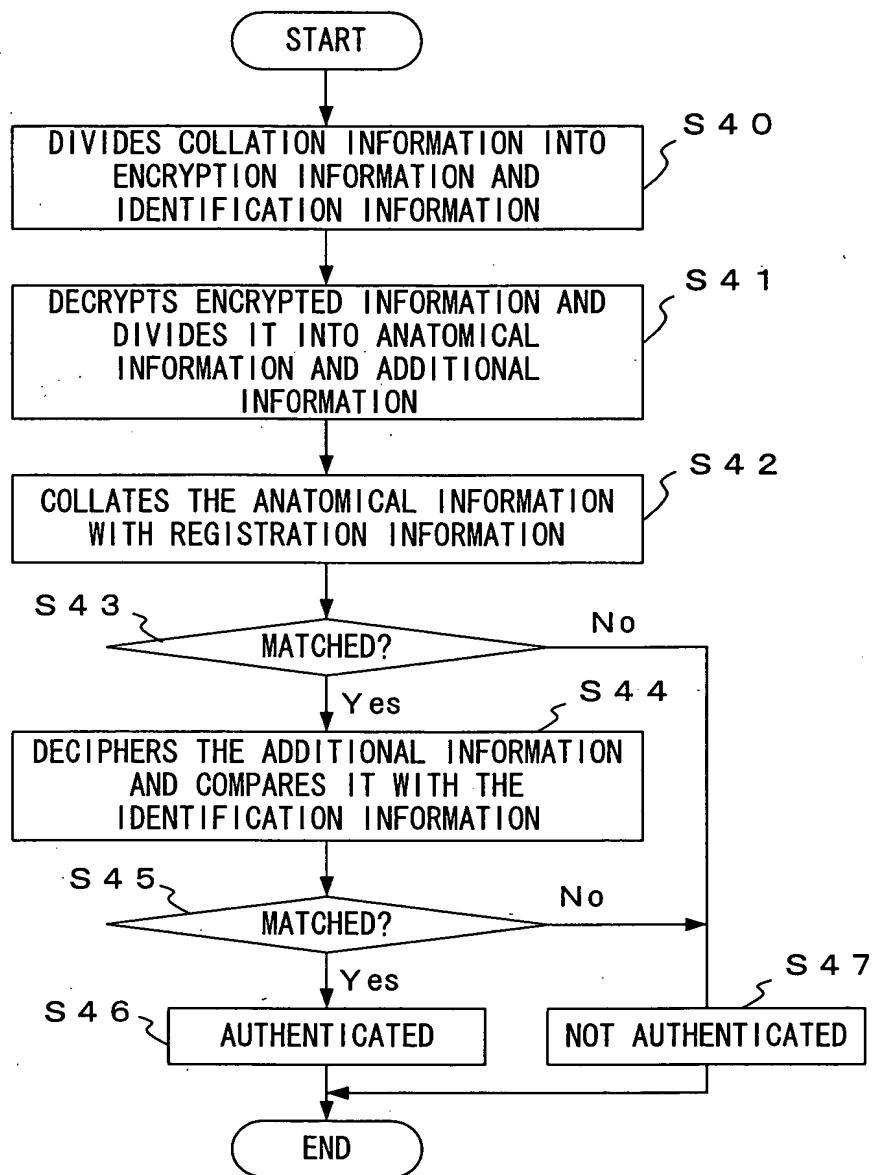 START
S40
DIVIDES COLLATION INFORMATION INTO
ENCRYPTION INFORMATION AND
IDENTIFICATION INFORMATION
S41
DECRYPTS ENCRYPTED INFORMATION AND
DIVIDES IT INTO ANATOMICAL
INFORMATION AND ADDITIONAL
INFORMATION
S42
COLLATES THE ANATOMICAL INFORMATION
WITH REGISTRATION INFORMATION
S43
MATCHED?
No
Yes
S44
DECIPHERS THE ADDITIONAL INFORMATION
AND COMPARES IT WITH THE
IDENTIFICATION INFORMATION
S45
MATCHED?
No
Yes
S46
AUTHENTICATED
S47
NOT AUTHENTICATED
END